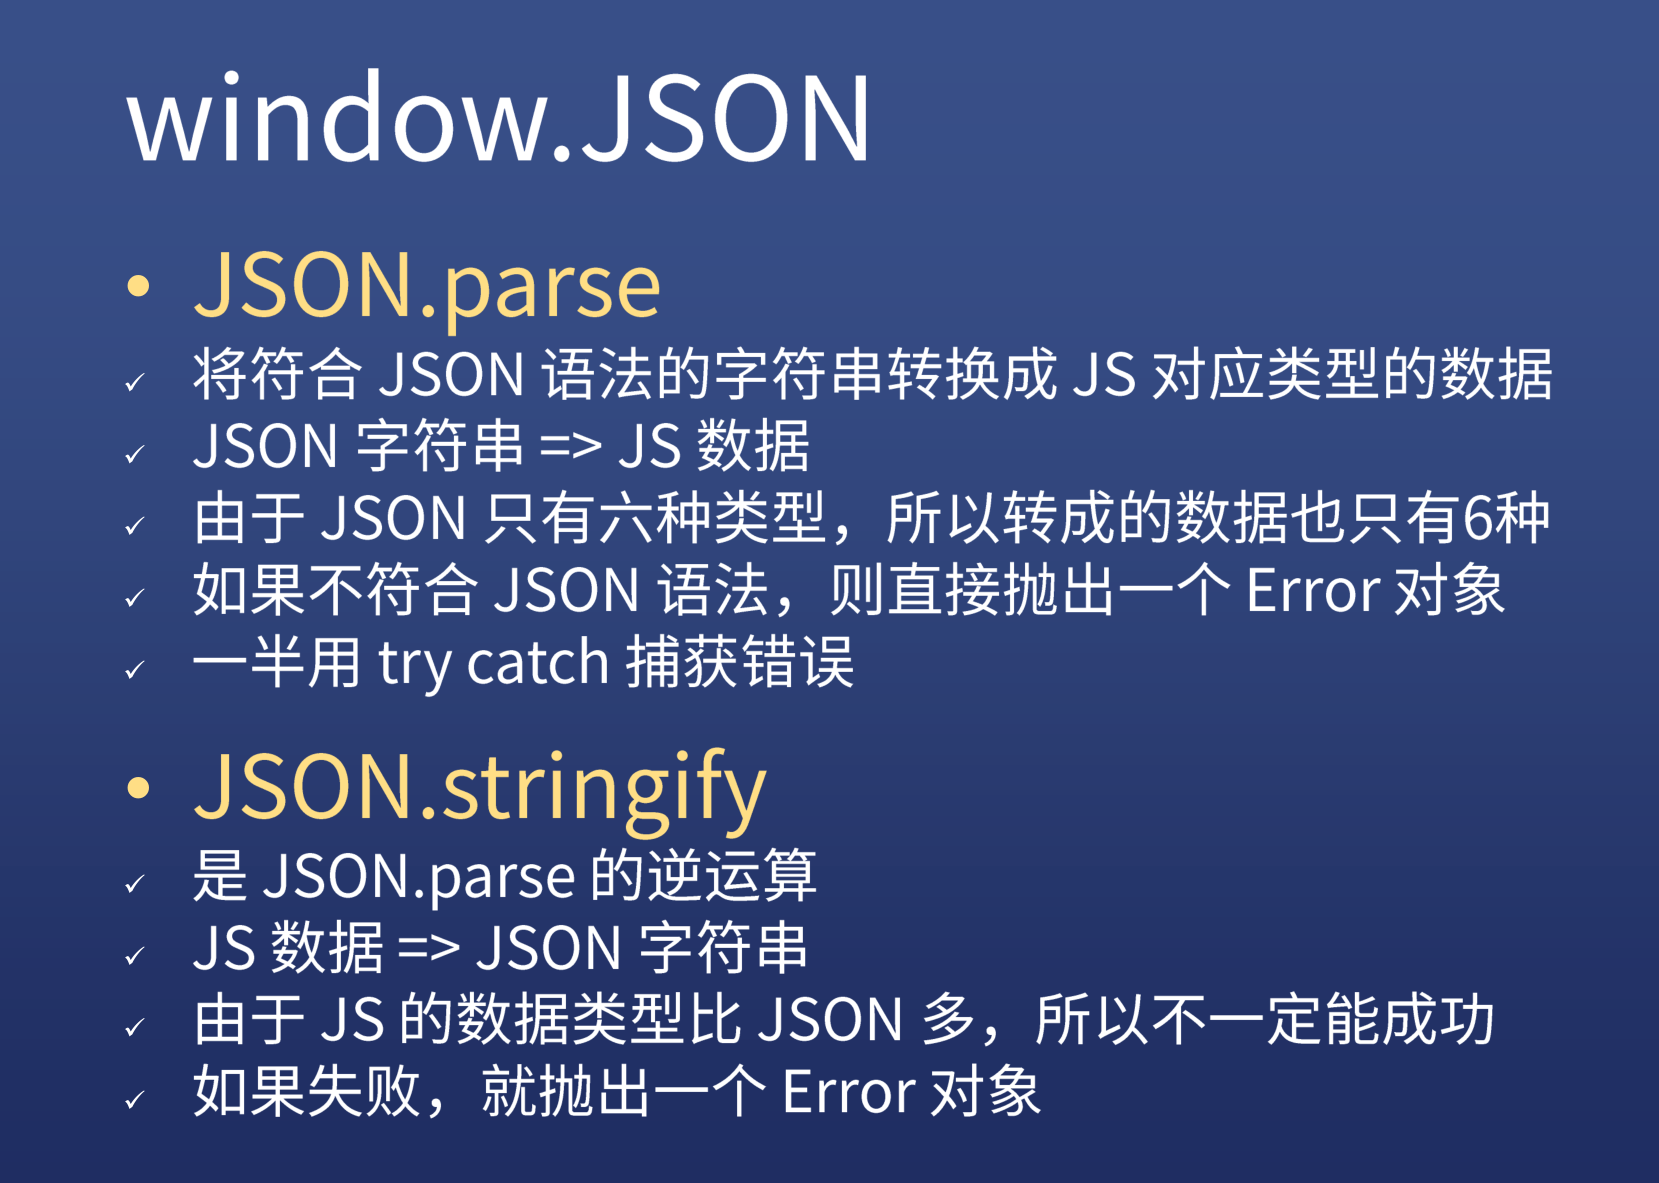 window.JSON
• JSON.parse
✓ 将符合 JSON 语法的字符串转换成 JS 对应类型的数据
✓ JSON 字符串 => JS 数据
✓ 由于 JSON 只有六种类型，所以转成的数据也只有6种
✓ 如果不符合 JSON 语法，则直接抛出一个 Error 对象
✓ 一半用 try catch 捕获错误
• JSON.stringify
✓ 是 JSON.parse 的逆运算
✓ JS 数据 => JSON 字符串
✓ 由于 JS 的数据类型比 JSON 多，所以不一定能成功
✓ 如果失败，就抛出一个 Error 对象